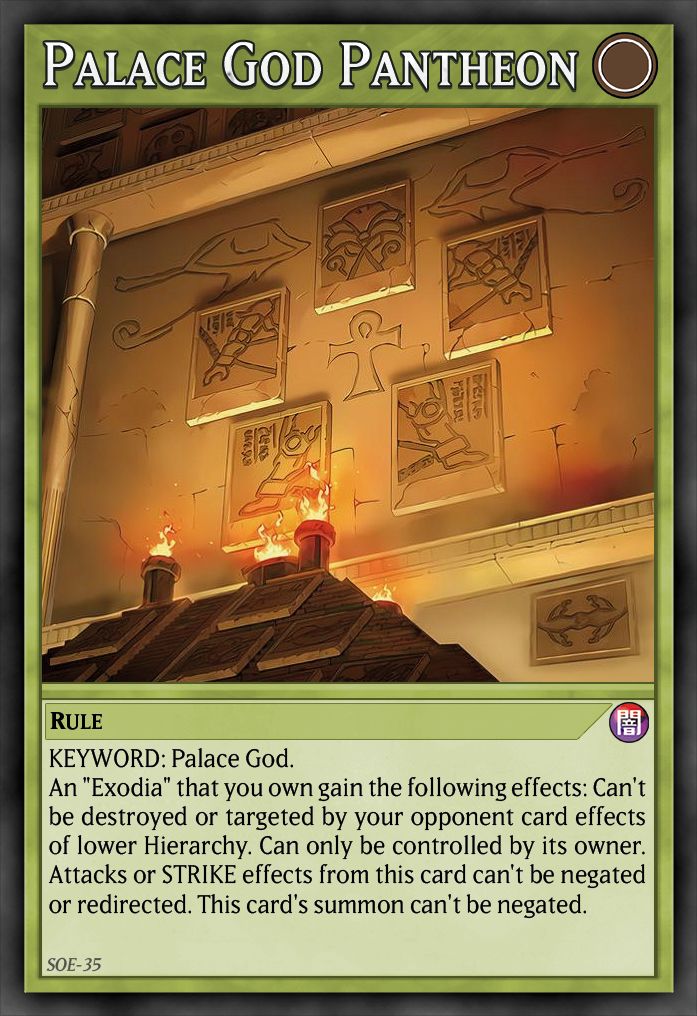 PALACE GOD PANTHEON
RULE
闇
KEYWORD: Palace God.
An "Exodia" that you own gain the following effects: Can't
be destroyed or targeted by your opponent card effects
of lower Hierarchy. Can only be controlled by its owner.
Attacks or STRIKE effects from this card can't be negated
or redirected. This card's summon can't be negated.
SOE-35